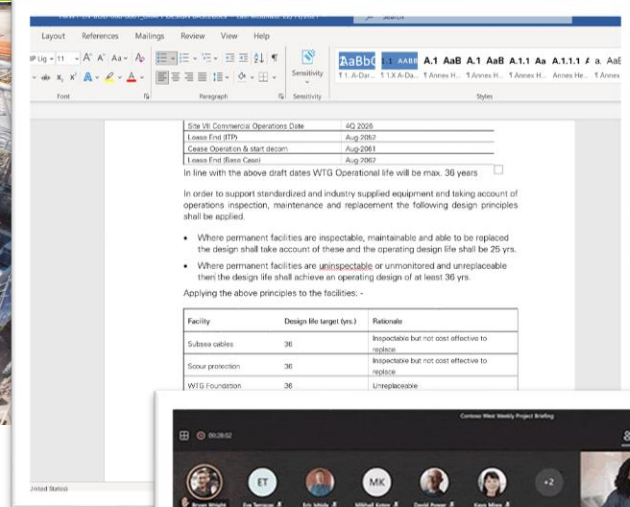 Layout References Mailings Review View Help
11
Font Paragraph Sensitivity Styles
Sensitivity
Site VII Commercial Operations Date 4Q 2026
Lease End (ITP) Aug-2052
Cease Operation & start decom Aug-2061
Lease End (Base Case) Aug-2062
In line with the above draft dates WTG Operational life will be max. 36 years
In order to support standardized and industry supplied equipment and taking account of
operations inspection, maintenance and replacement the following design principles
shall be applied.
• Where permanent facilities are inspectable, maintainable and able to be replaced
the design shall take account of these and the operating design life shall be 25 yrs.
• Where permanent facilities are uninspectable or unmonitored and unreplaceable
then the design life shall achieve an operating design of at least 36 yrs.
Applying the above principles to the facilities: -
Facility Design life target (yrs.) Rationale
Subsea cables 36 Inspectable but not cost effective to
replace
Scour protection 36 Inspectable but not cost effective to
replace
WTG Foundation 36 Unreplaceable
United States)
Contoso West Weekly Project Briefing
00:28:02
ET MK +2
Bryan Wright